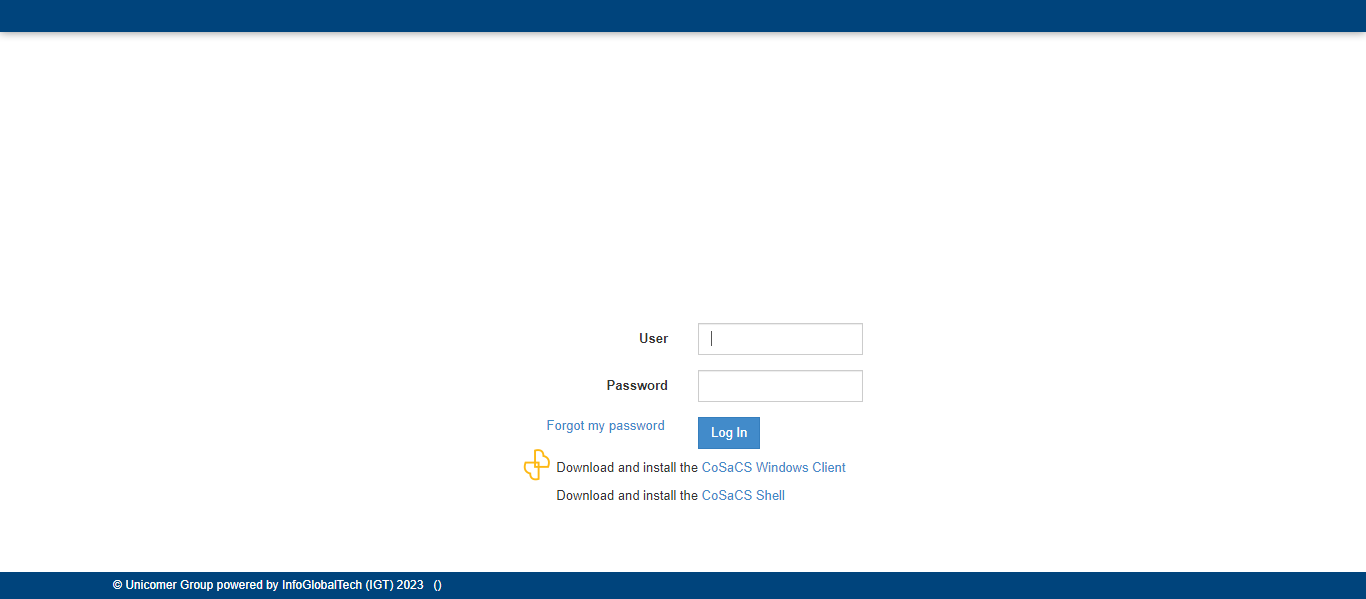 User
Password
Forgot my password Log In
Download and install the CoSaCS Windows Client
Download and install the CoSaCS Shell
© Unicomer Group powered by InfoGlobalTech (IGT) 2023 ()